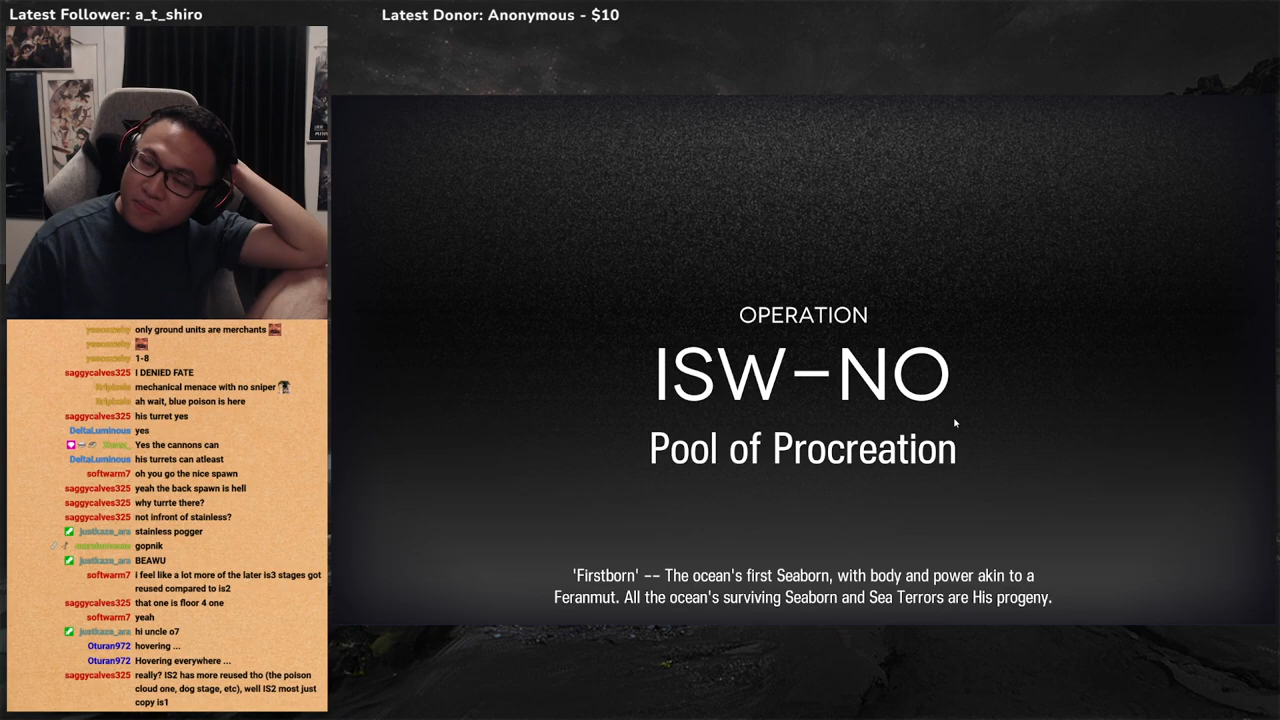 Latest Follower: a_t_shiro
Latest Donor: Anonymous - $10
only ground units are merchants
1-8
saggycalves325 I DENIED FATE
mechanical menace with no sniper
ah wait, blue poison is here
saggycalves325 his turret yes
DeltaLuminous yes
Yes the cannons can
DeltaLuminous his turrets can atleast
softwarm7 oh you go the nice spawn
saggycalves325 yeah the back spawn is hell
saggycalves325 why turrte there?
saggycalves325 not infront of stainless?
justkaze_ara stainless pogger
gopnik
justkaze_ara BEAWU
softwarm7 i feel like a lot more of the later is3 stages got
reused compared to is2
saggycalves325 that one is floor 4 one
softwarm7 yeah
justkaze_ara hi uncle o7
Oturan972 hovering ...
Oturan972 Hovering everywhere ...
saggycalves325 really? IS2 has more reused tho (the poison
cloud one, dog stage, etc), well IS2 most just
copy is1
OPERATION
ISW-NO
Pool of Procreation
'Firstborn' -- The ocean's first Seaborn, with body and power akin to a
Feranmut. All the ocean's surviving Seaborn and Sea Terrors are His progeny.